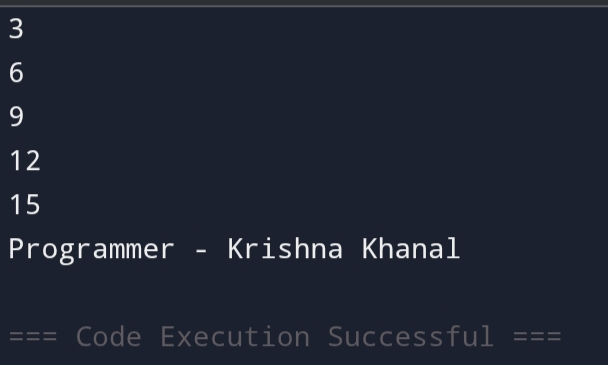 3
6
9
12
15
Programmer - Krishna Khanal
=== Code Execution Successful ===